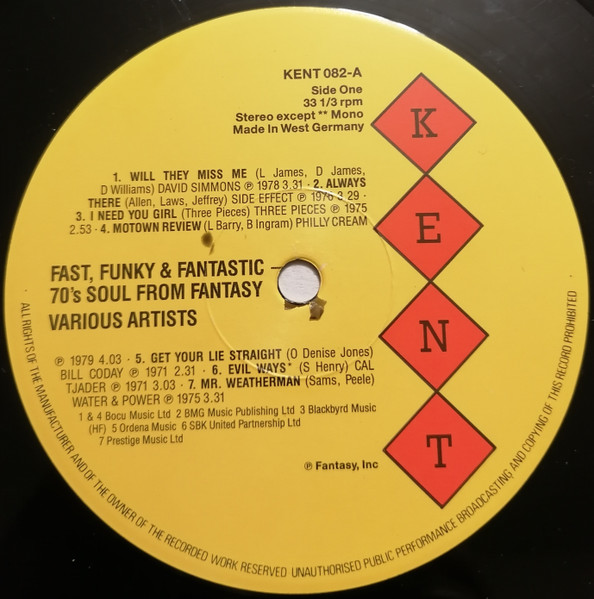 KENT 082-A
Side One
33 1/3 rpm
Stereo except ** Mono
Made in West Germany
K
E
N
T
1. WILL THEY MISS ME (L James, D James,
D Williams) DAVID SIMMONS ℗ 1978 3.31 · 2. ALWAYS
THERE (Allen, Laws, Jeffrey) SIDE EFFECT ℗ 1976 3 29 ·
3. I NEED YOU GIRL (Three Pieces) THREE PIECES ℗ 1975
2.53 · 4. MOTOWN REVIEW (L Barry, B Ingram) PHILLY CREAM
FAST, FUNKY & FANTASTIC –
70's SOUL FROM FANTASY
VARIOUS ARTISTS
℗ 1979 4.03 · 5. GET YOUR LIE STRAIGHT (O Denise Jones)
BILL CODAY ℗ 1971 2.31 · 6. EVIL WAYS* (S Henry) CAL
TJADER ℗ 1971 3.03 · 7. MR. WEATHERMAN (Sams, Peele)
WATER & POWER ℗ 1975 3.31
1 & 4 Bocu Music Ltd 2 BMG Music Publishing Ltd 3 Blackbyrd Music
(HF) 5 Ordena Music 6 SBK United Partnership Ltd
7 Prestige Music Ltd
℗ Fantasy, Inc
· ALL RIGHTS OF THE MANUFACTURER AND OF THE OWNER OF THE RECORDED WORK RESERVED UNAUTHORISED PUBLIC PERFORMANCE BROADCASTING AND COPYING OF THIS RECORD PROHIBITED